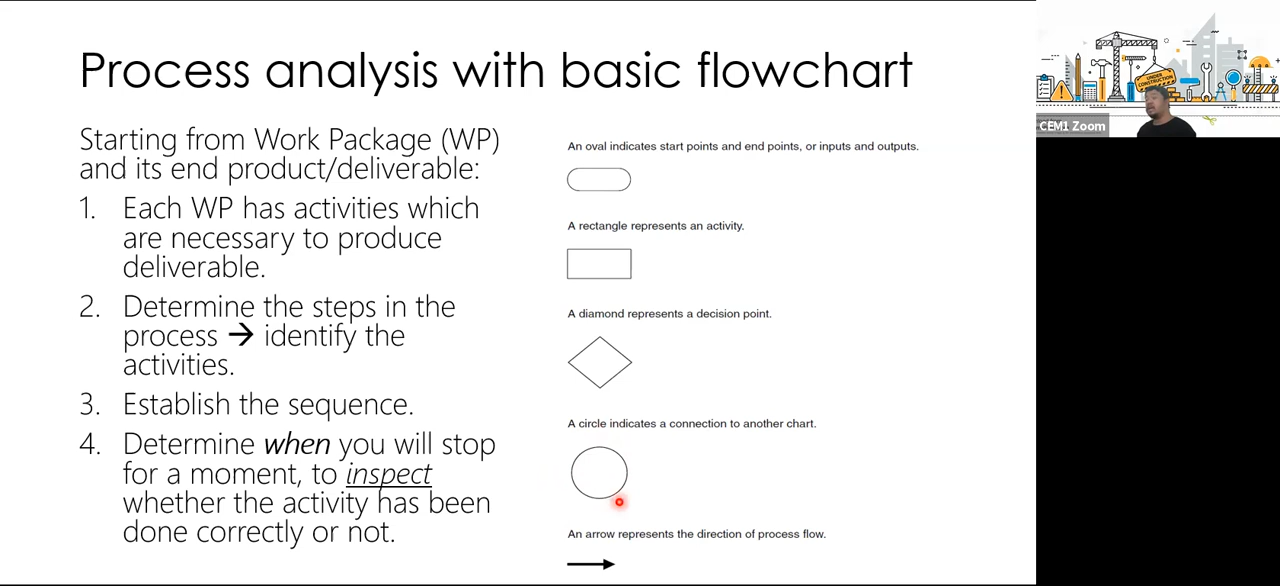 Process analysis with basic flowchart
Starting from Work Package (WP)
and its end product/deliverable:
1. Each WP has activities which
are necessary to produce
deliverable.
2. Determine the steps in the
process → identify the
activities.
3. Establish the sequence.
4. Determine when you will stop
for a moment, to inspect
whether the activity has been
done correctly or not.
An oval indicates start points and end points, or inputs and outputs.
A rectangle represents an activity.
A diamond represents a decision point.
A circle indicates a connection to another chart.
An arrow represents the direction of process flow.
UNDER
CONSTRUCTION
CEM1 Zoom